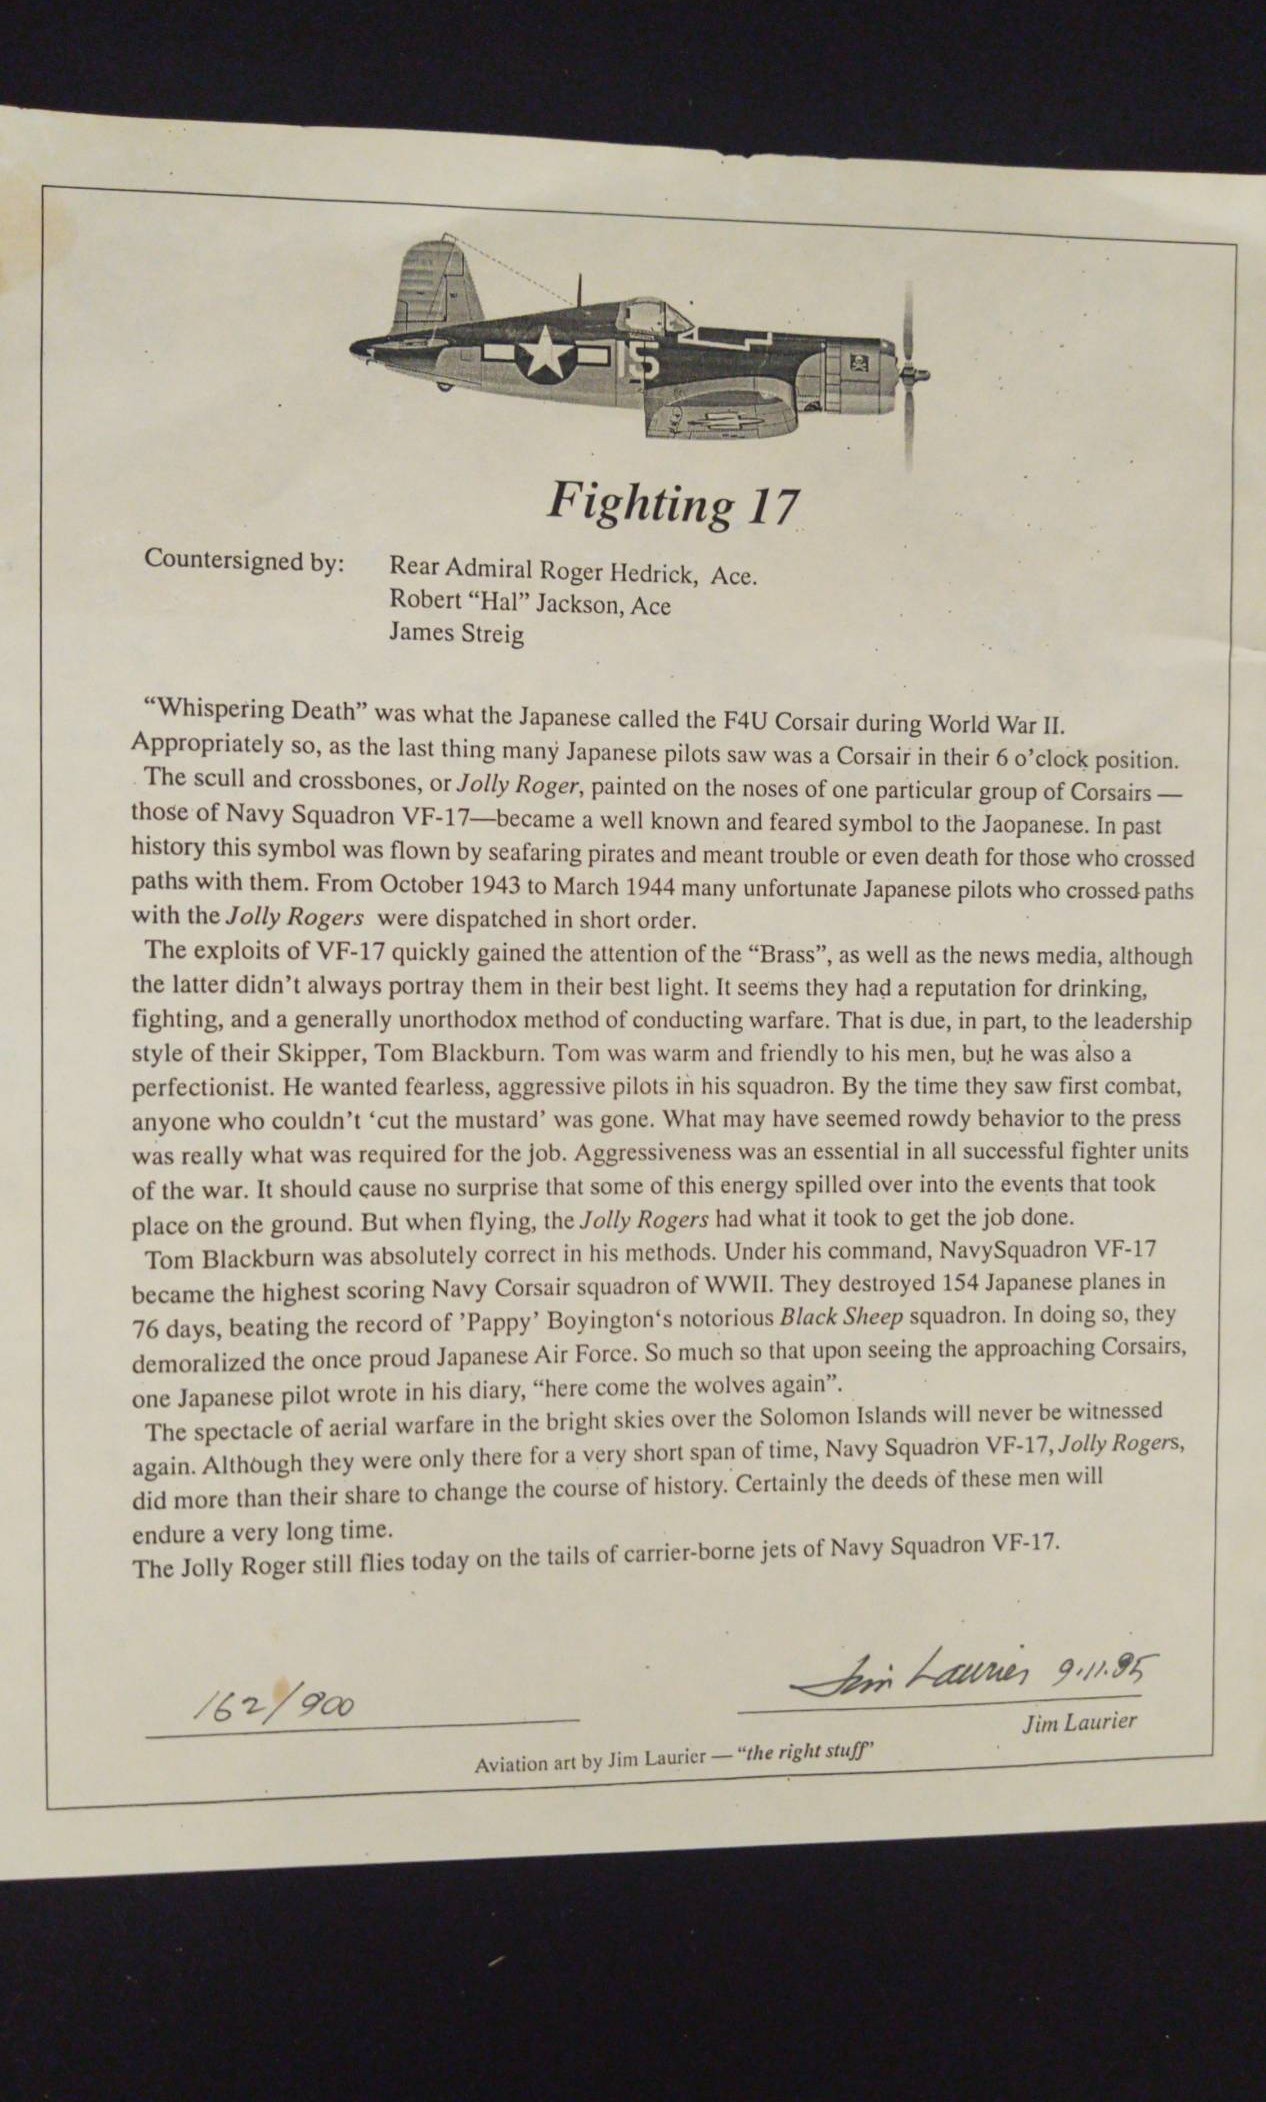 15
Fighting 17
Countersigned by: Rear Admiral Roger Hedrick, Ace.
Robert “Hal” Jackson, Ace
James Streig
“Whispering Death” was what the Japanese called the F4U Corsair during World War II.
Appropriately so, as the last thing many Japanese pilots saw was a Corsair in their 6 o’clock position.
The scull and crossbones, or Jolly Roger, painted on the noses of one particular group of Corsairs —
those of Navy Squadron VF-17—became a well known and feared symbol to the Jaopanese. In past
history this symbol was flown by seafaring pirates and meant trouble or even death for those who crossed
paths with them. From October 1943 to March 1944 many unfortunate Japanese pilots who crossed paths
with the Jolly Rogers were dispatched in short order.
The exploits of VF-17 quickly gained the attention of the “Brass”, as well as the news media, although
the latter didn’t always portray them in their best light. It seems they had a reputation for drinking,
fighting, and a generally unorthodox method of conducting warfare. That is due, in part, to the leadership
style of their Skipper, Tom Blackburn. Tom was warm and friendly to his men, but he was also a
perfectionist. He wanted fearless, aggressive pilots in his squadron. By the time they saw first combat,
anyone who couldn’t ‘cut the mustard’ was gone. What may have seemed rowdy behavior to the press
was really what was required for the job. Aggressiveness was an essential in all successful fighter units
of the war. It should cause no surprise that some of this energy spilled over into the events that took
place on the ground. But when flying, the Jolly Rogers had what it took to get the job done.
Tom Blackburn was absolutely correct in his methods. Under his command, NavySquadron VF-17
became the highest scoring Navy Corsair squadron of WWII. They destroyed 154 Japanese planes in
76 days, beating the record of ’Pappy’ Boyington‘s notorious Black Sheep squadron. In doing so, they
demoralized the once proud Japanese Air Force. So much so that upon seeing the approaching Corsairs,
one Japanese pilot wrote in his diary, “here come the wolves again”.
The spectacle of aerial warfare in the bright skies over the Solomon Islands will never be witnessed
again. Although they were only there for a very short span of time, Navy Squadron VF-17, Jolly Rogers,
did more than their share to change the course of history. Certainly the deeds of these men will
endure a very long time.
The Jolly Roger still flies today on the tails of carrier-borne jets of Navy Squadron VF-17.
162/900
Jim Laurier 9.11.95
Jim Laurier
Aviation art by Jim Laurier — “the right stuff”